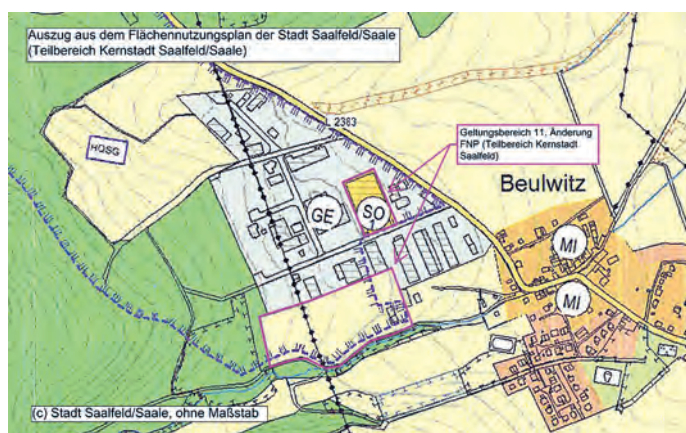 Auszug aus dem Flächennutzungsplan der Stadt Saalfeld/Saale
(Teilbereich Kernstadt Saalfeld/Saale)
L 2383
HQSG
Geltungsbereich 11. Änderung
FNP (Teilbereich Kernstadt
Saalfeld)
Beulwitz
GE
SO
MI
MI
(c) Stadt Saalfeld/Saale, ohne Maßstab